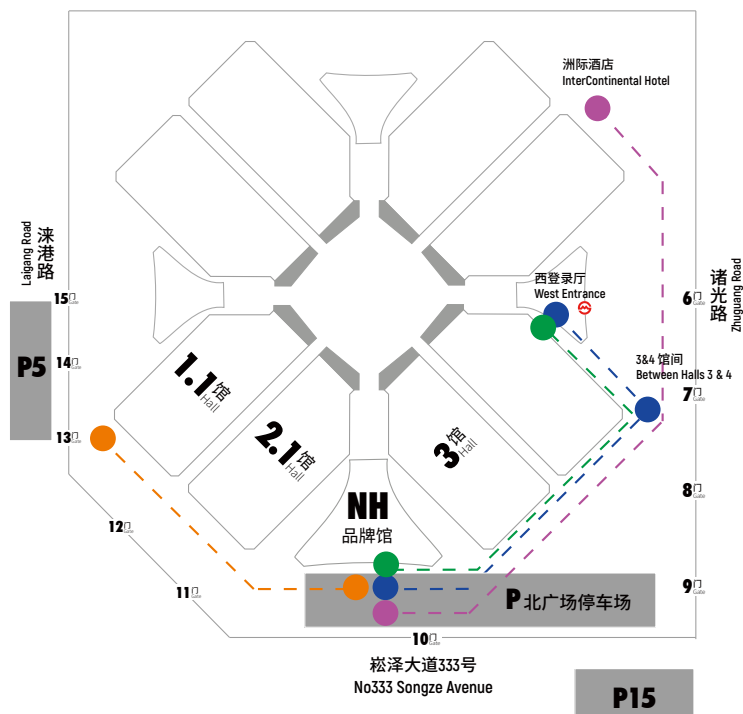 洲际酒店
InterContinental Hotel
涞港路
Laigang Road
西登录厅
West Entrance
诸光路
Zhuguang Road
15门
Gate
6门
Gate
P5
14门
Gate
3&4 馆间
Between Halls 3 & 4
7门
Gate
1.1馆
Hall
2.1馆
Hall
3馆
Hall
13门
Gate
8门
Gate
NH
品牌馆
12门
Gate
11门
Gate
9门
Gate
P 北广场停车场
10门
Gate
崧泽大道333号
No333 Songze Avenue
P15